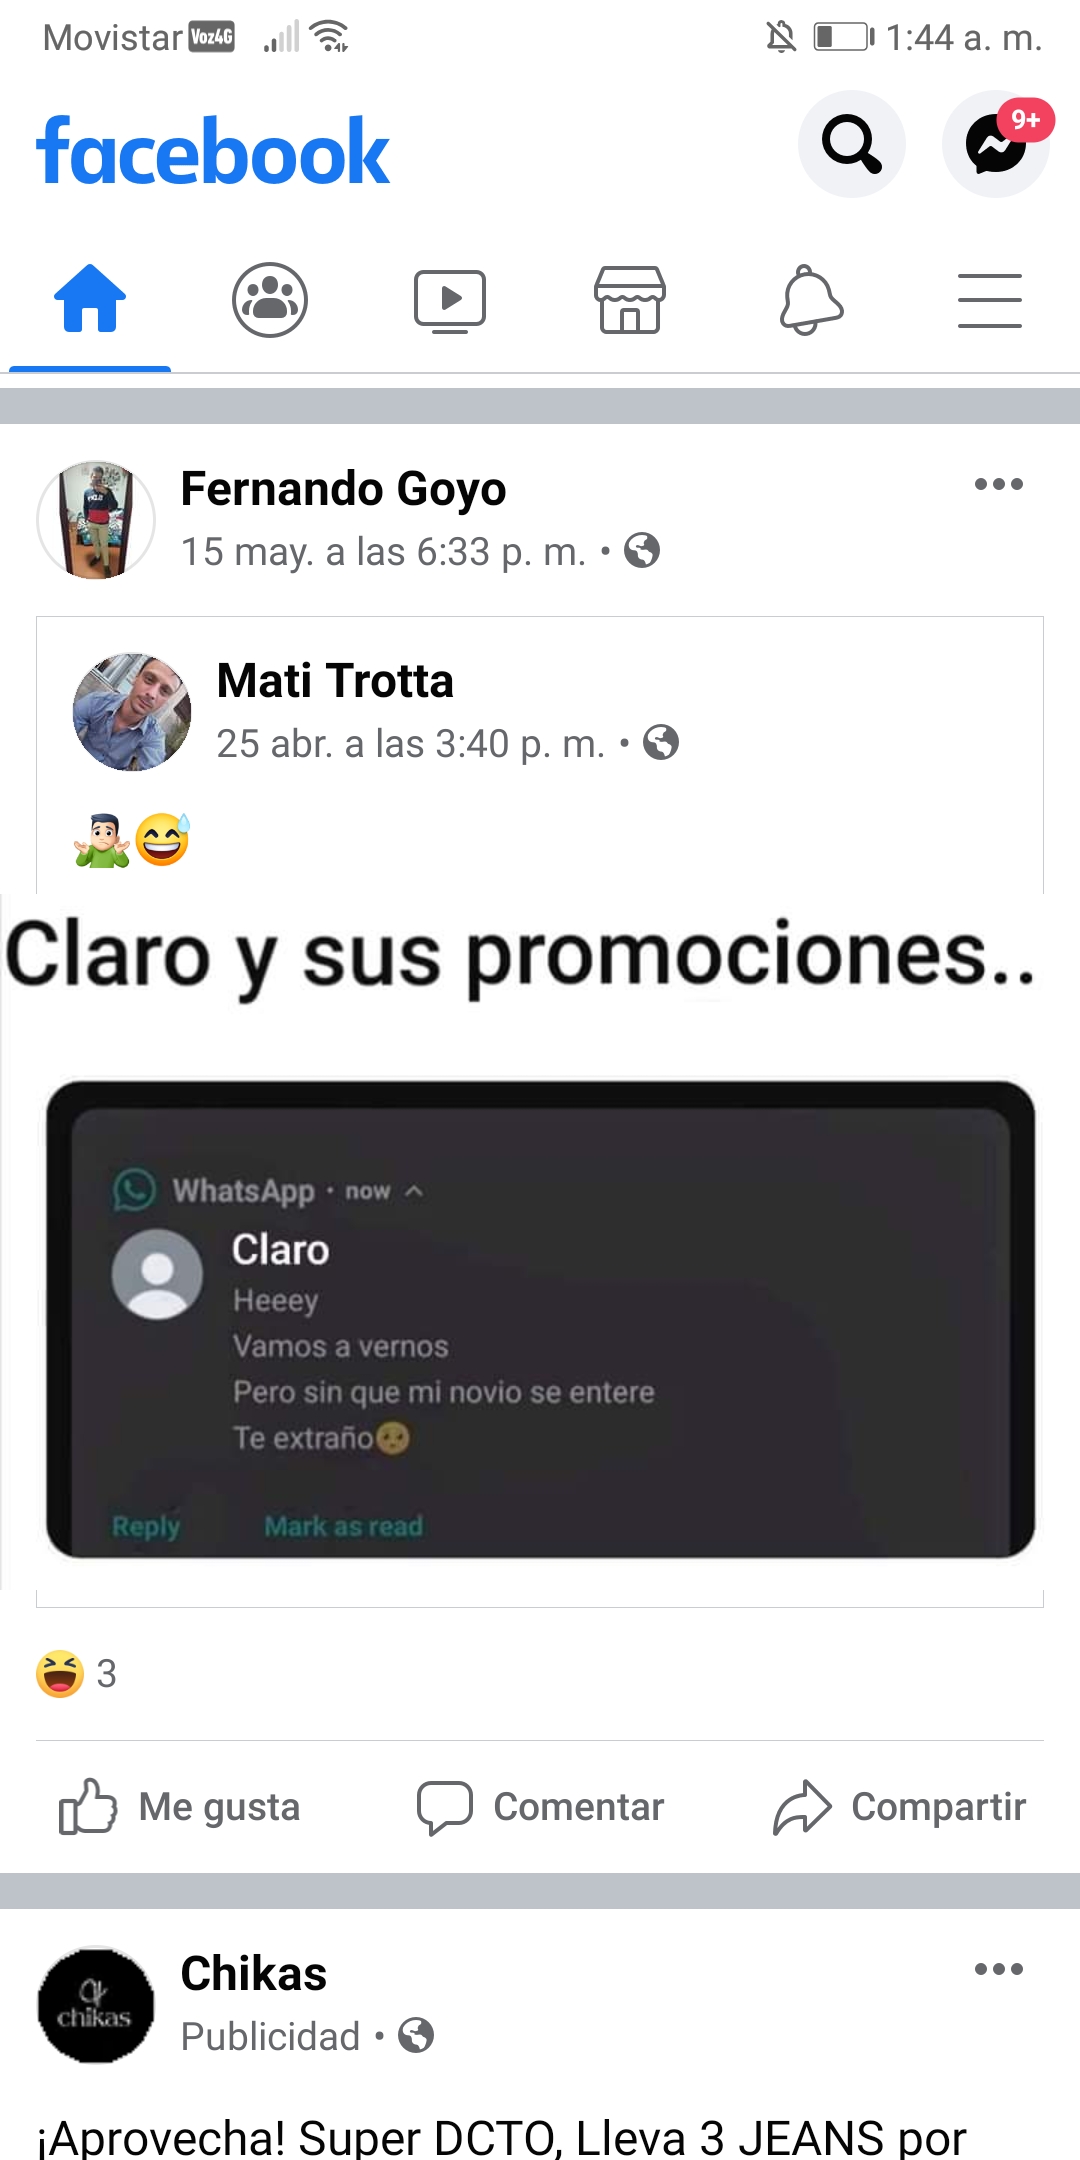 Movistar Voz4G 1:44 a. m.
facebook
9+
Fernando Goyo
15 may. a las 6:33 p. m. •
Mati Trotta
25 abr. a las 3:40 p. m. •
Claro y sus promociones..
WhatsApp • now
Claro
Heeey
Vamos a vernos
Pero sin que mi novio se entere
Te extraño🥺
Reply Mark as read
3
Me gusta Comentar Compartir
chikas
Chikas
Publicidad •
¡Aprovecha! Super DCTO, Lleva 3 JEANS por